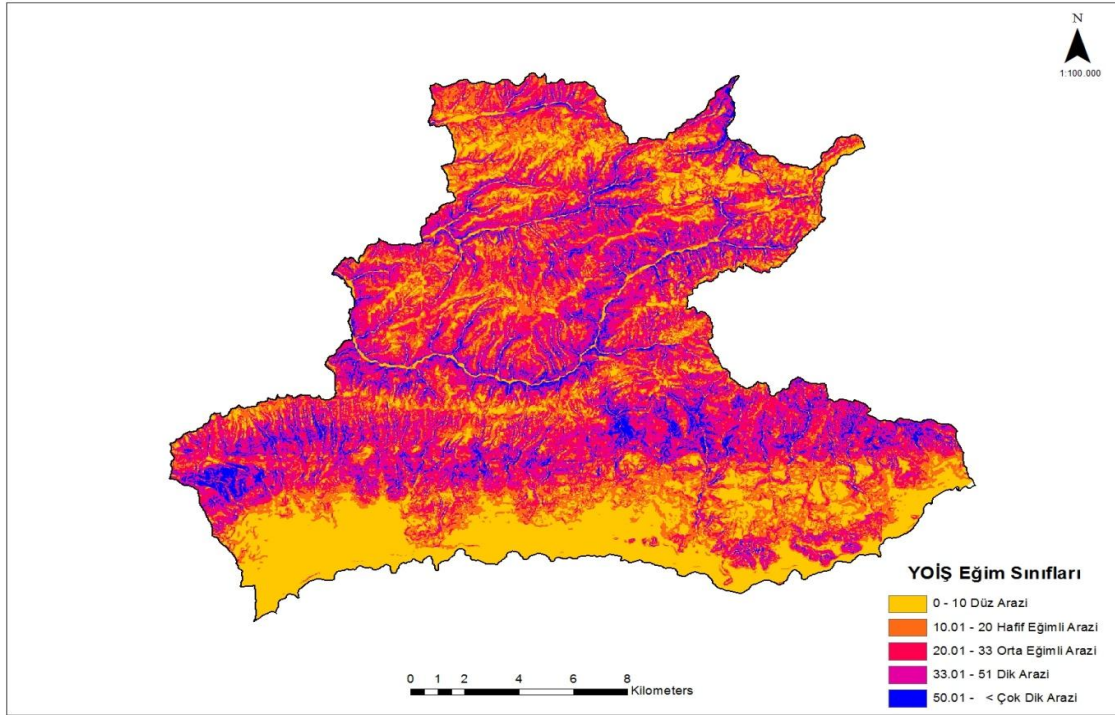 N
1:100.000
YOİŞ Eğim Sınıfları
0 - 10 Düz Arazi
10.01 - 20 Hafif Eğimli Arazi
20.01 - 33 Orta Eğimli Arazi
33.01 - 51 Dik Arazi
50.01 - < Çok Dik Arazi
0 1 2 4 6 8
Kilometers